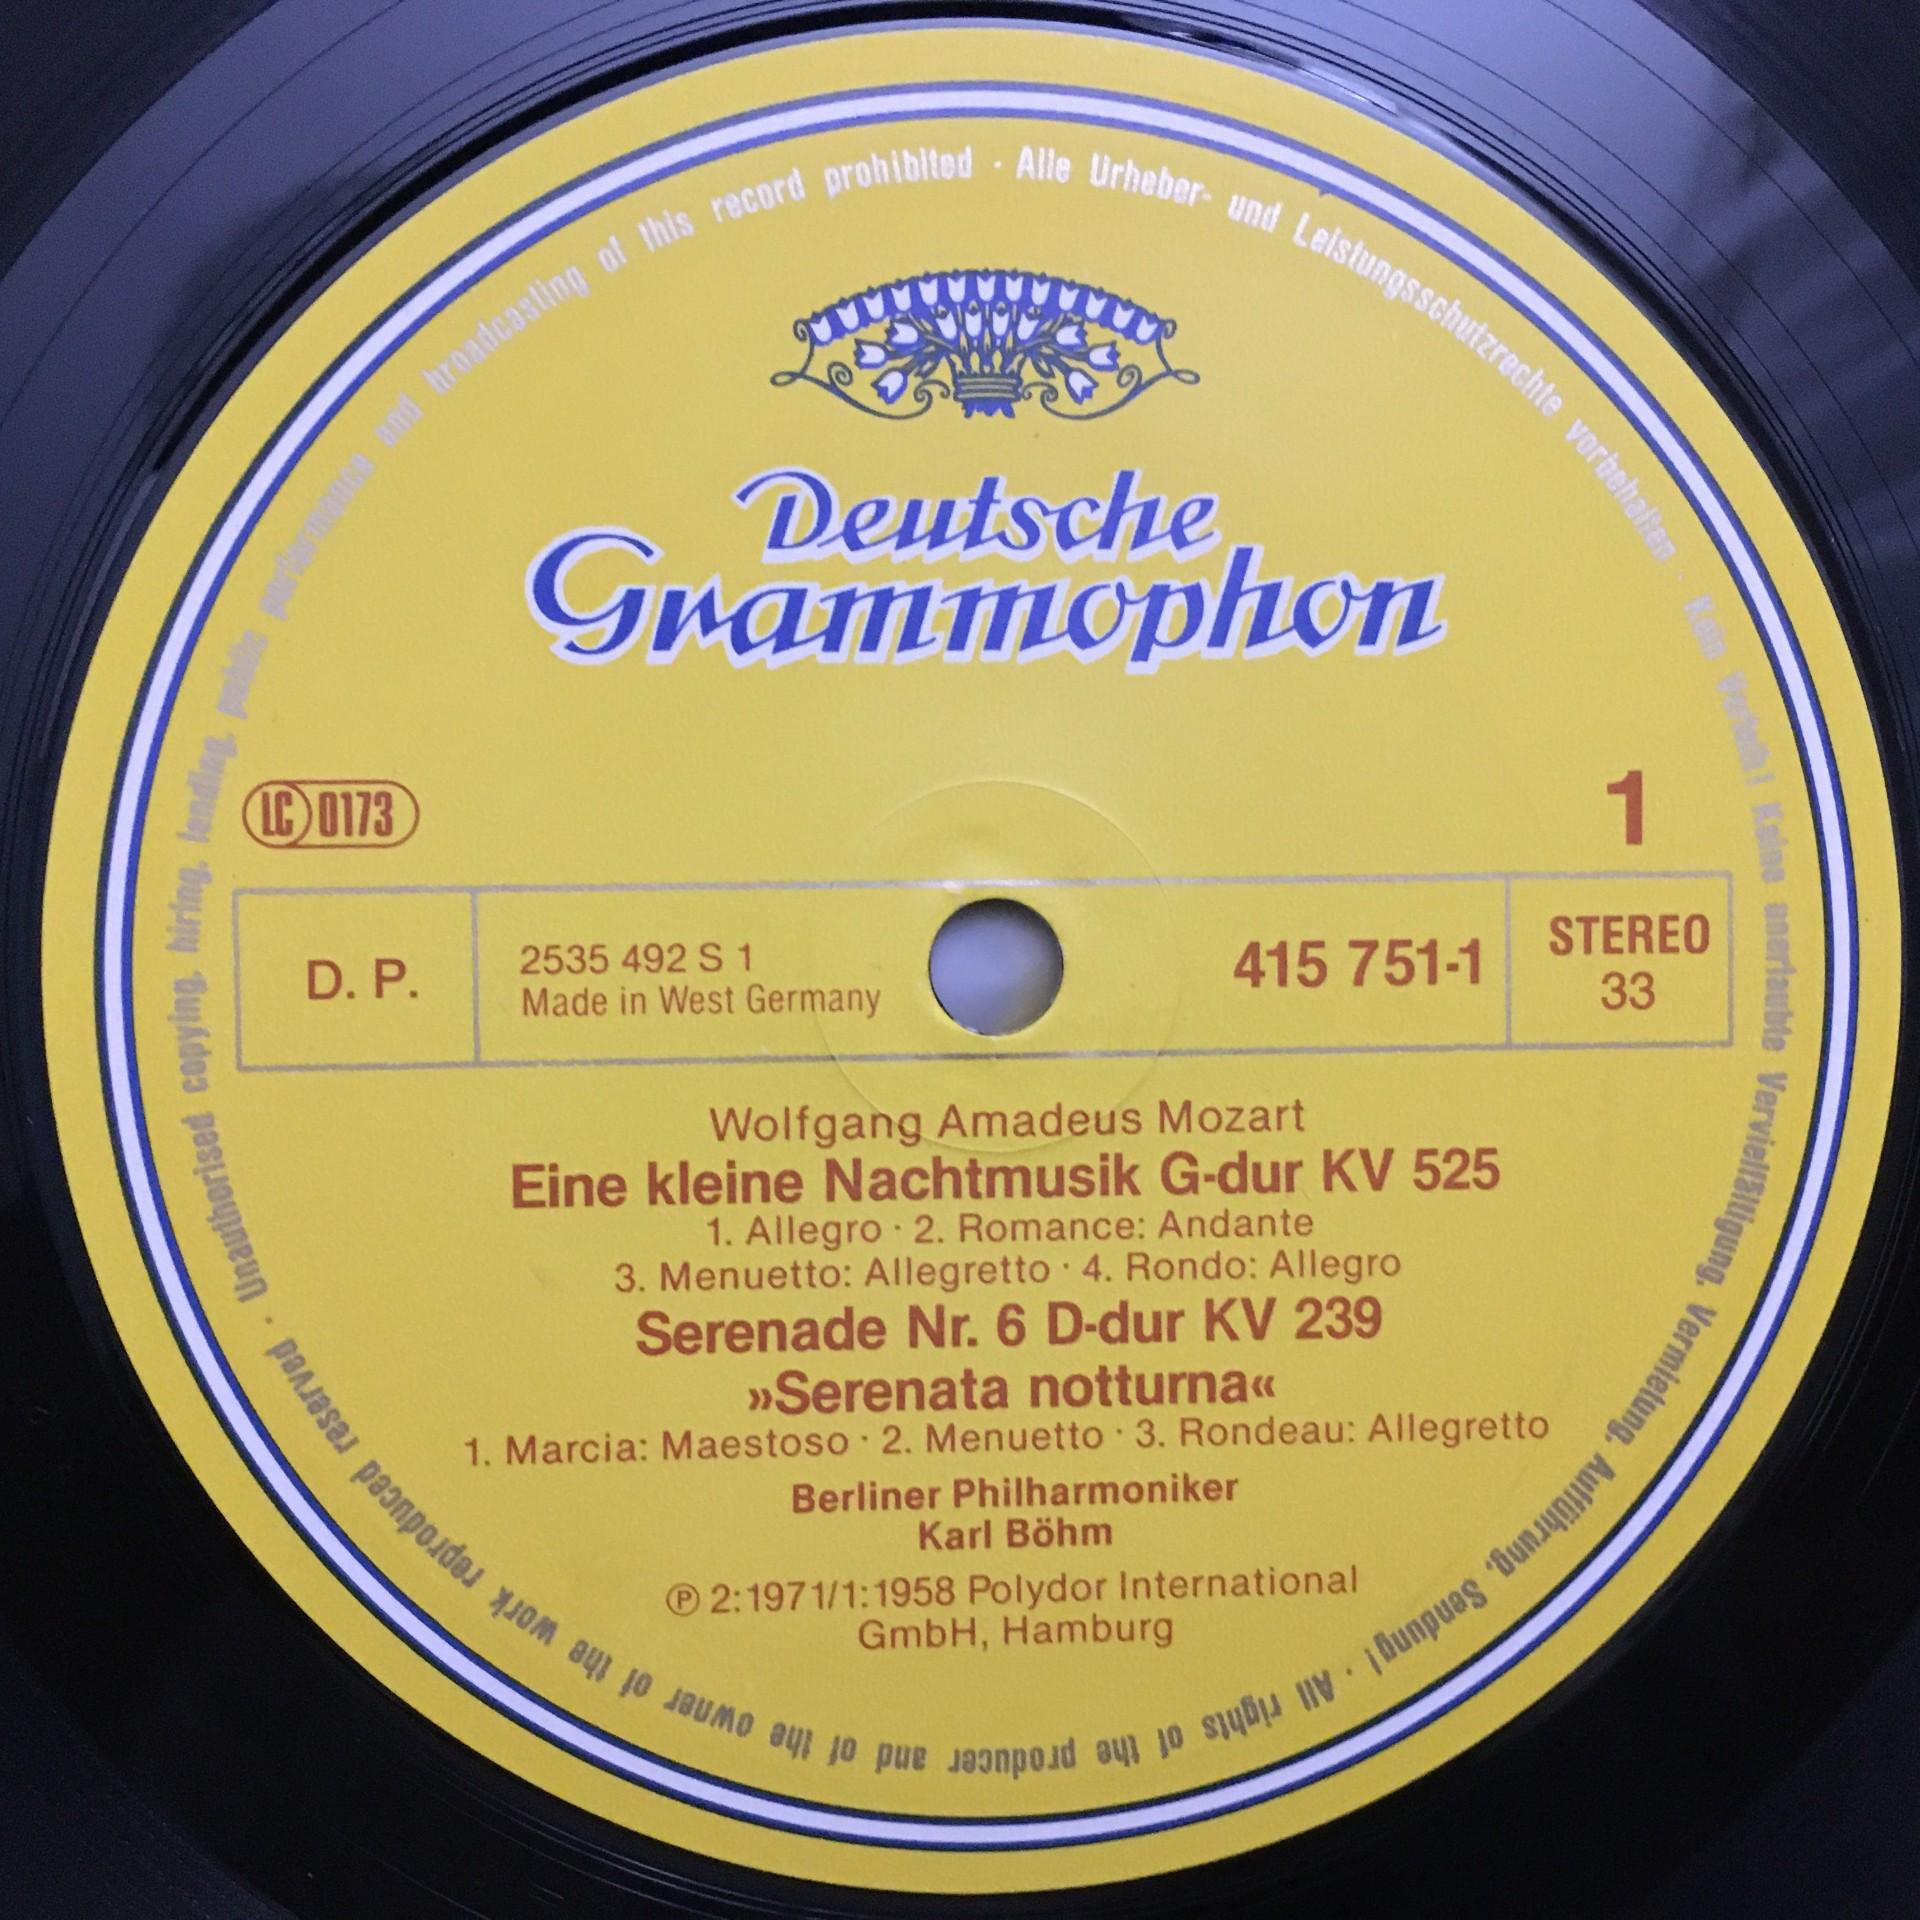 Alle Urheber- und Leistungsschutzrechte vorbehalten · Kein Verleih! Keine unerlaubte Vervielfältigung, Vermietung, Aufführung, Sendung! · All rights of the producer and of the owner of the work reproduced reserved · Unauthorised copying, hiring, lending, public performance and broadcasting of this record prohibited ·
Deutsche
Grammophon
LC 0173
1
D. P.
2535 492 S 1
Made in West Germany
415 751-1
STEREO
33
Wolfgang Amadeus Mozart
Eine kleine Nachtmusik G-dur KV 525
1. Allegro · 2. Romance: Andante
3. Menuetto: Allegretto · 4. Rondo: Allegro
Serenade Nr. 6 D-dur KV 239
»Serenata notturna«
1. Marcia: Maestoso · 2. Menuetto · 3. Rondeau: Allegretto
Berliner Philharmoniker
Karl Böhm
℗ 2:1971/1:1958 Polydor International
GmbH, Hamburg